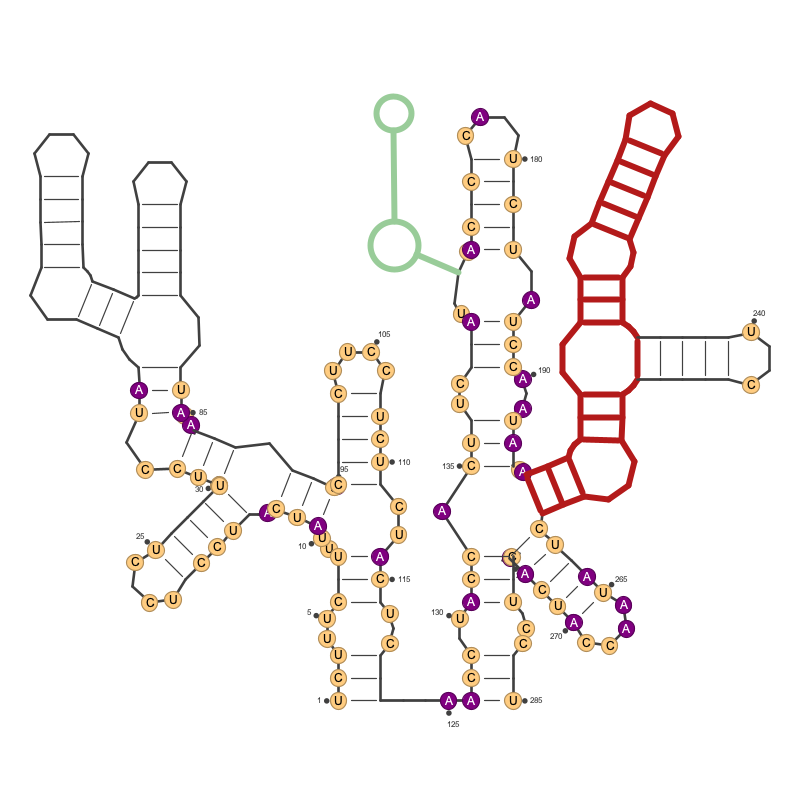 A
C
U 180
C
C
C
A U
A
240
U A U U
105
C
U C
U C C
190
A
C C
A U C
U A
U A 85 U U
A
C U A
U 110 135 C A
C C 95
U C
30 U
C C
A C U A
A
U C
25 10 U U C
U U U A C C U
C C C A
C 115 C A A 265
C U C A C U
5 U U 130 U U A
270 A
U C A
C C C C
U C C
C C
1 U A A U 285
125